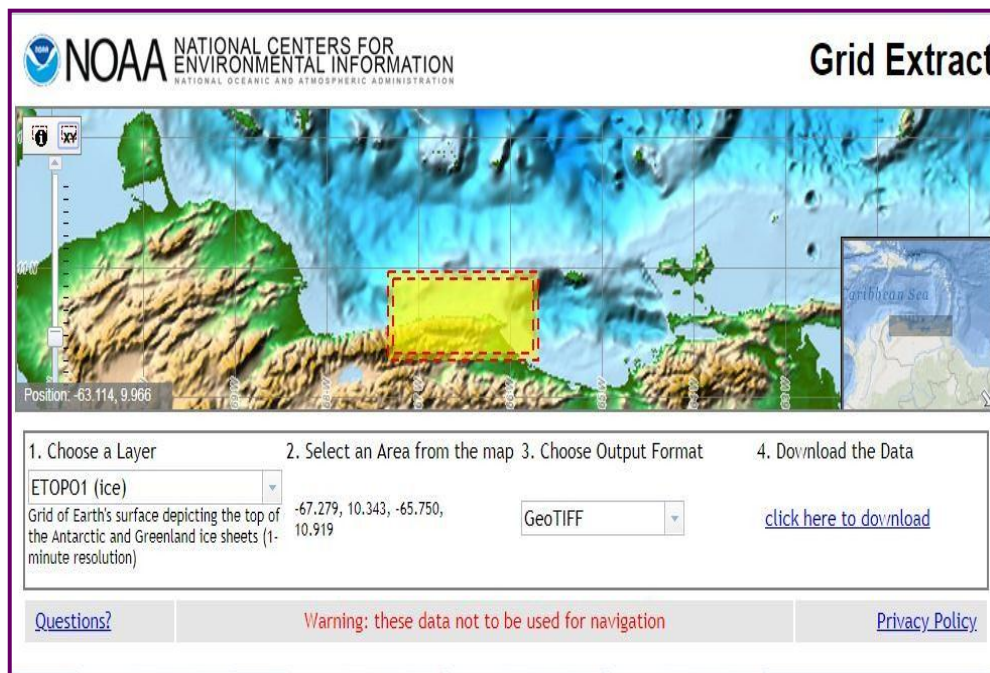 NOAA NATIONAL CENTERS FOR
ENVIRONMENTAL INFORMATION
NATIONAL OCEANIC AND ATMOSPHERIC ADMINISTRATION
Grid Extract
XY
Caribbean Sea
Position: -63.114, 9.966
1. Choose a Layer
ETOPO1 (ice)
Grid of Earth's surface depicting the top of
the Antarctic and Greenland ice sheets (1-
minute resolution)
2. Select an Area from the map
-67.279, 10.343, -65.750,
10.919
3. Choose Output Format
GeoTIFF
4. Download the Data
click here to download
Questions?
Warning: these data not to be used for navigation
Privacy Policy